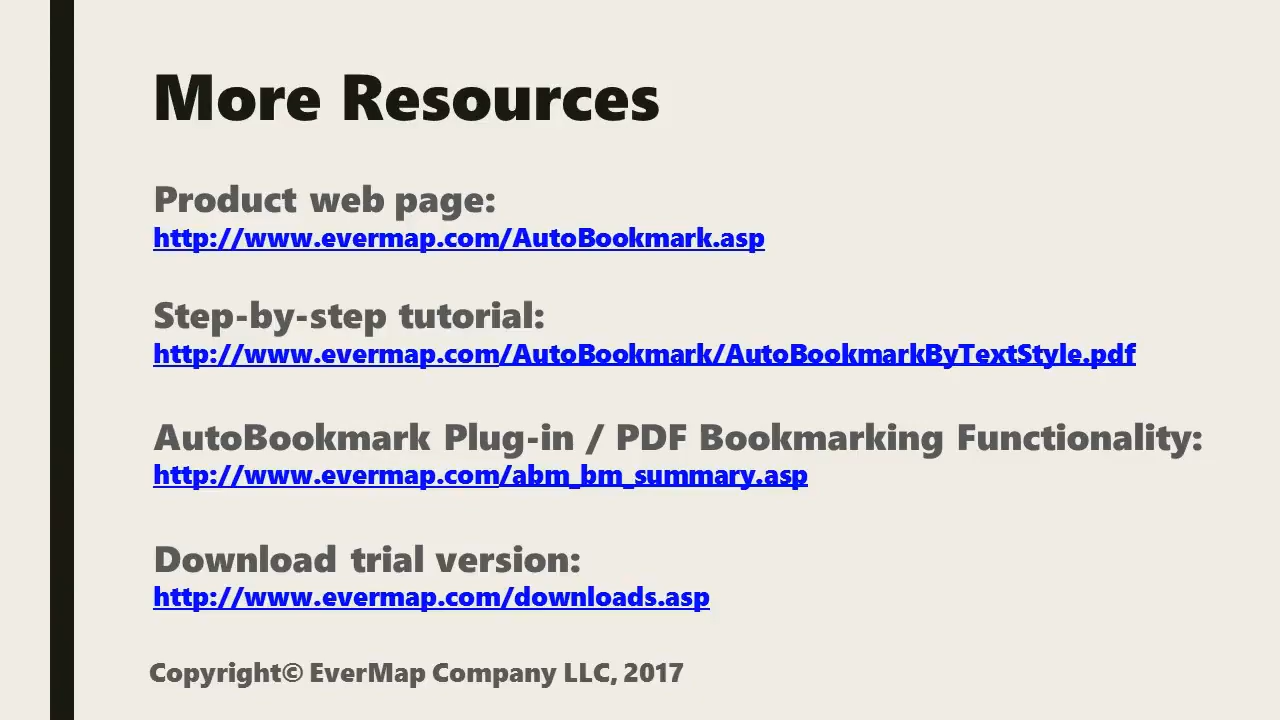 More Resources
Product web page:
http://www.evermap.com/AutoBookmark.asp
Step-by-step tutorial:
http://www.evermap.com/AutoBookmark/AutoBookmarkByTextStyle.pdf
AutoBookmark Plug-in / PDF Bookmarking Functionality:
http://www.evermap.com/abm_bm_summary.asp
Download trial version:
http://www.evermap.com/downloads.asp
Copyright© EverMap Company LLC, 2017